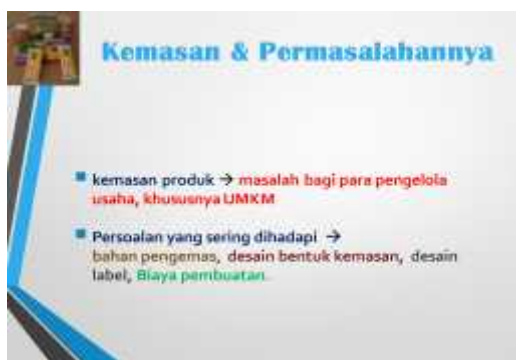 Kemasan & Permasalahannya
kemasan produk → masalah bagi para pengelola
usaha, khususnya UMKM
Persoalan yang sering dihadapi →
bahan pengemas, desain bentuk kemasan, desain
label, Biaya pembuatan.